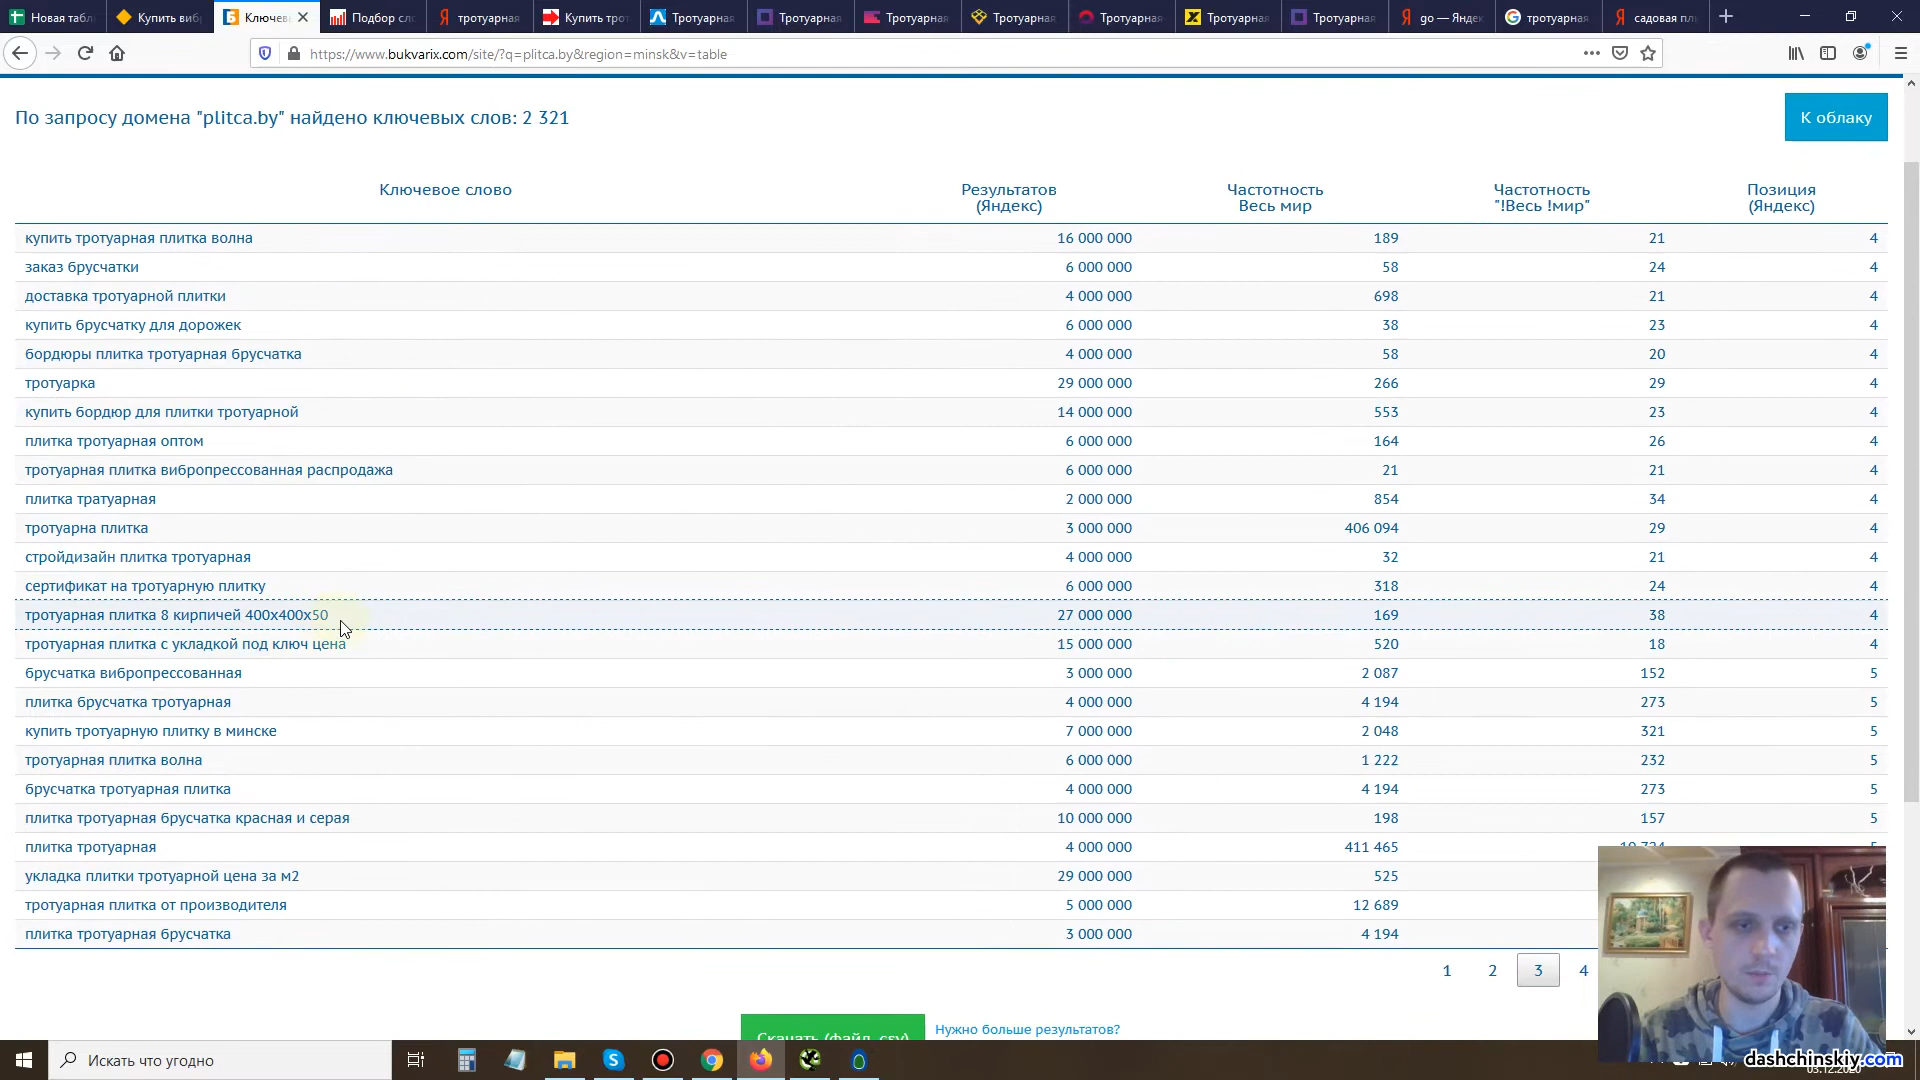 Новая табл
Купить виб
Ключев
Подбор сл
тротуарная
Купить трот
Тротуарная
Тротуарная
Тротуарная
Тротуарная
Тротуарная
Тротуарная
Тротуарная
go — Яндек
тротуарная
садовая пл
https://www.bukvarix.com/site/?q=plitca.by&region=minsk&v=table
По запросу домена "plitca.by" найдено ключевых слов: 2 321
К облаку
Ключевое слово
Результатов (Яндекс)
Частотность Весь мир
Частотность "!Весь !мир"
Позиция (Яндекс)
купить тротуарная плитка волна 16 000 000 189 21 4
заказ брусчатки 6 000 000 58 24 4
доставка тротуарной плитки 4 000 000 698 21 4
купить брусчатку для дорожек 6 000 000 38 23 4
бордюры плитка тротуарная брусчатка 4 000 000 58 20 4
тротуарка 29 000 000 266 29 4
купить бордюр для плитки тротуарной 14 000 000 553 23 4
плитка тротуарная оптом 6 000 000 164 26 4
тротуарная плитка вибропрессованная распродажа 6 000 000 21 21 4
плитка тратуарная 2 000 000 854 34 4
тротуарна плитка 3 000 000 406 094 29 4
стройдизайн плитка тротуарная 4 000 000 32 21 4
сертификат на тротуарную плитку 6 000 000 318 24 4
тротуарная плитка 8 кирпичей 400х400х50 27 000 000 169 38 4
тротуарная плитка с укладкой под ключ цена 15 000 000 520 18 4
брусчатка вибропрессованная 3 000 000 2 087 152 5
плитка брусчатка тротуарная 4 000 000 4 194 273 5
купить тротуарную плитку в минске 7 000 000 2 048 321 5
тротуарная плитка волна 6 000 000 1 222 232 5
брусчатка тротуарная плитка 4 000 000 4 194 273 5
плитка тротуарная брусчатка красная и серая 10 000 000 198 157 5
плитка тротуарная 4 000 000 411 465
укладка плитки тротуарной цена за м2 29 000 000 525
тротуарная плитка от производителя 5 000 000 12 689
плитка тротуарная брусчатка 3 000 000 4 194
1 2 3 4
Скачать (файл .csv)
Нужно больше результатов?
Искать что угодно
dashchinskiy.com
03.12.2020